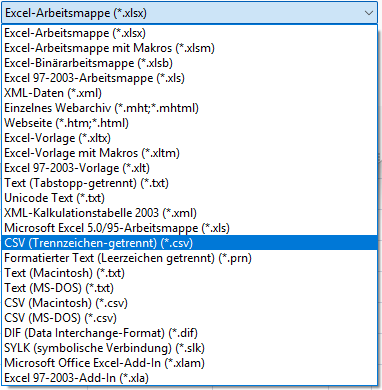 Excel-Arbeitsmappe (*.xlsx)
Excel-Arbeitsmappe (*.xlsx)
Excel-Arbeitsmappe mit Makros (*.xlsm)
Excel-Binärarbeitsmappe (*.xlsb)
Excel 97-2003-Arbeitsmappe (*.xls)
XML-Daten (*.xml)
Einzelnes Webarchiv (*.mht;*.mhtml)
Webseite (*.htm;*.html)
Excel-Vorlage (*.xltx)
Excel-Vorlage mit Makros (*.xltm)
Excel 97-2003-Vorlage (*.xlt)
Text (Tabstopp-getrennt) (*.txt)
Unicode Text (*.txt)
XML-Kalkulationstabelle 2003 (*.xml)
Microsoft Excel 5.0/95-Arbeitsmappe (*.xls)
CSV (Trennzeichen-getrennt) (*.csv)
Formatierter Text (Leerzeichen getrennt) (*.prn)
Text (Macintosh) (*.txt)
Text (MS-DOS) (*.txt)
CSV (Macintosh) (*.csv)
CSV (MS-DOS) (*.csv)
DIF (Data Interchange-Format) (*.dif)
SYLK (symbolische Verbindung) (*.slk)
Microsoft Office Excel-Add-In (*.xlam)
Excel 97-2003-Add-In (*.xla)